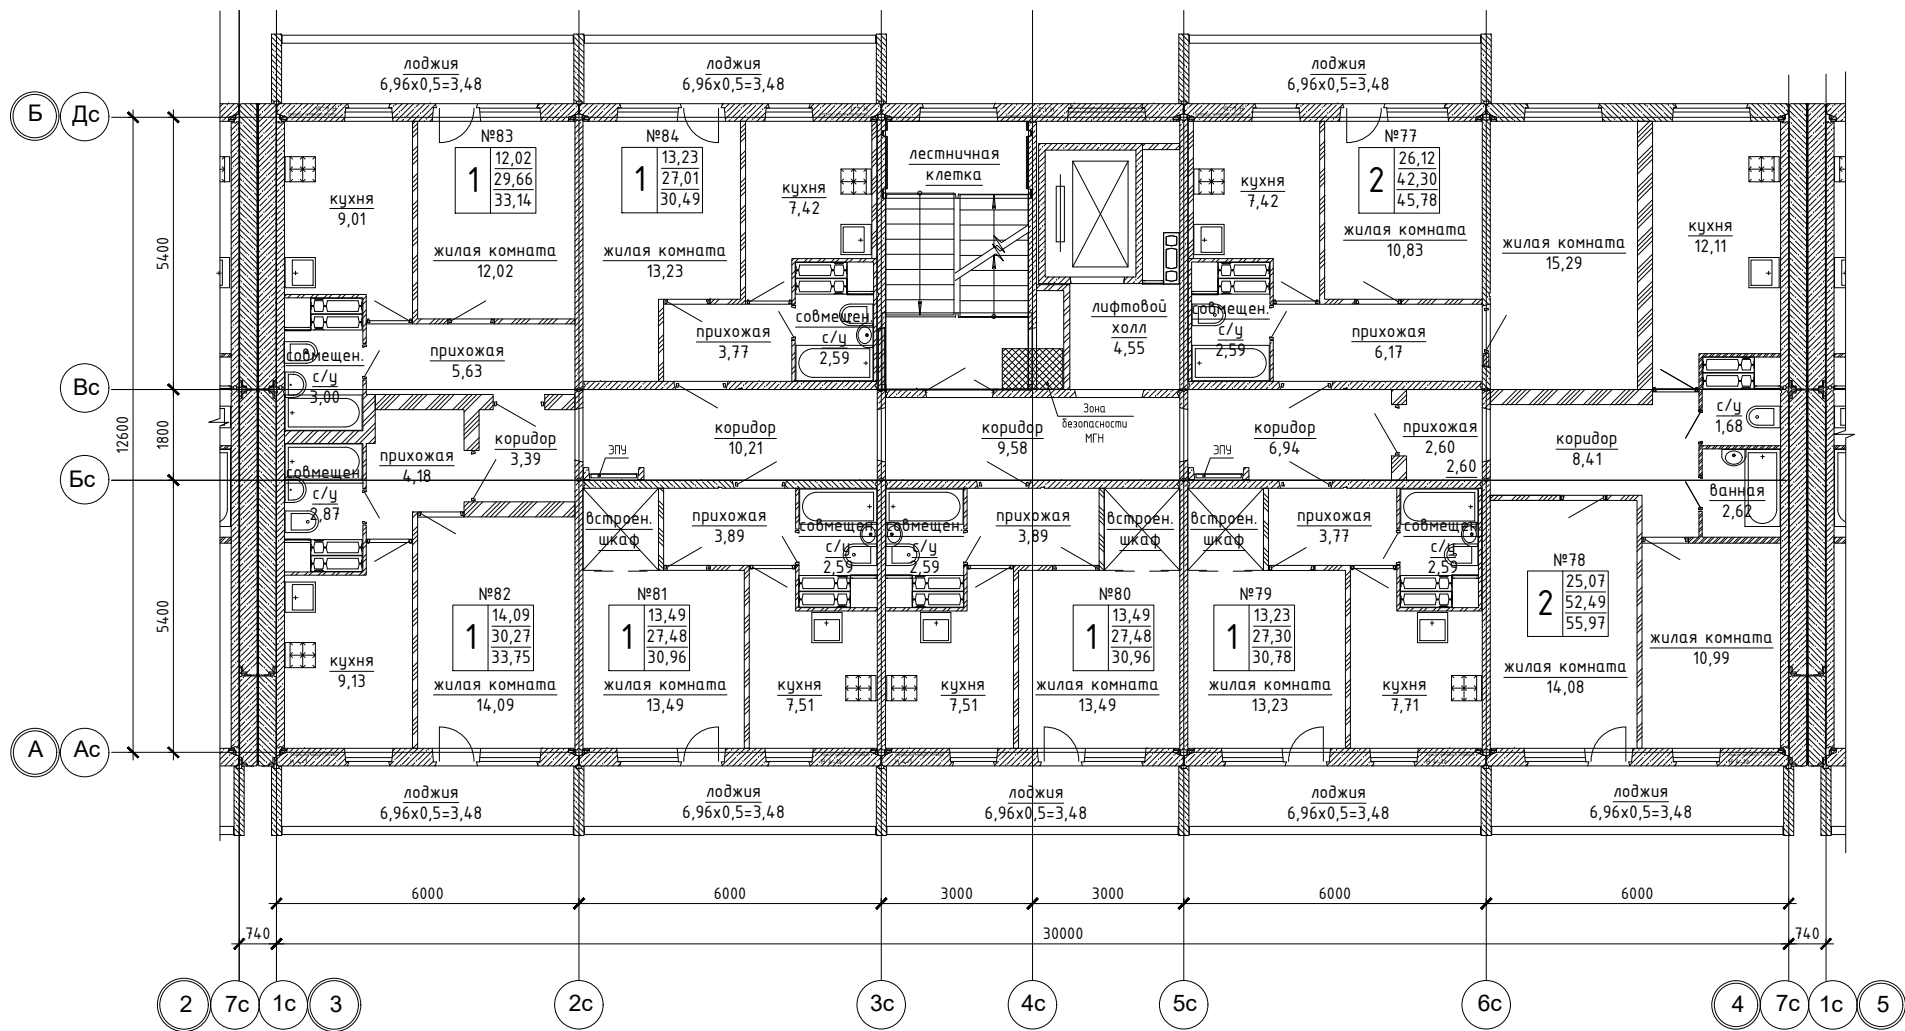 лоджия
6,96х0,5=3,48
лоджия
6,96х0,5=3,48
лоджия
6,96х0,5=3,48
Б
Дс
№83
1
12,02
29,66
33,14
кухня
9,01
жилая комната
12,02
№84
1
13,23
27,01
30,49
кухня
7,42
жилая комната
13,23
лестничная
клетка
кухня
7,42
№77
2
26,12
42,30
45,78
жилая комната
10,83
жилая комната
15,29
кухня
12,11
5400
совмещен.
с/у
3,00
прихожая
5,63
прихожая
3,77
совмещен.
с/у
2,59
лифтовой
холл
4,55
совмещен.
с/у
2,59
прихожая
6,17
Вс
12600
1800
прихожая
4,18
коридор
3,39
коридор
10,21
ЭПУ
коридор
9,58
Зона
безопасности
МГН
коридор
6,94
ЭПУ
прихожая
2,60
2,60
коридор
8,41
с/у
1,68
ванная
2,62
Бс
совмещен.
с/у
2,87
встроен.
шкаф
прихожая
3,89
совмещен.
с/у
2,59
совмещен.
с/у
2,59
прихожая
3,89
встроен.
шкаф
встроен.
шкаф
прихожая
3,77
совмещен.
с/у
2,59
5400
№82
1
14,09
30,27
33,75
кухня
9,13
жилая комната
14,09
№81
1
13,49
27,48
30,96
жилая комната
13,49
кухня
7,51
кухня
7,51
№80
1
13,49
27,48
30,96
жилая комната
13,49
№79
1
13,23
27,30
30,78
жилая комната
13,23
кухня
7,71
№78
2
25,07
52,49
55,97
жилая комната
14,08
жилая комната
10,99
А
Ас
лоджия
6,96х0,5=3,48
лоджия
6,96х0,5=3,48
лоджия
6,96х0,5=3,48
лоджия
6,96х0,5=3,48
лоджия
6,96х0,5=3,48
6000
6000
3000
3000
6000
6000
740
30000
740
2
7с
1с
3
2с
3с
4с
5с
6с
4
7с
1с
5